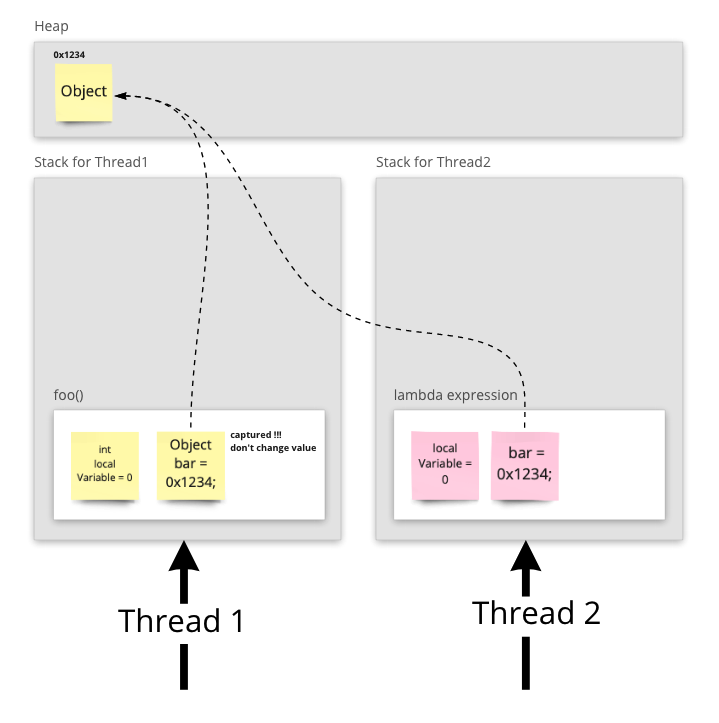 Heap
0x1234
Object
Stack for Thread1
Stack for Thread2
foo()
int
local
Variable = 0
Object
bar =
0x1234;
captured !!!
don't change value
lambda expression
local
Variable =
0
bar =
0x1234;
Thread 1
Thread 2